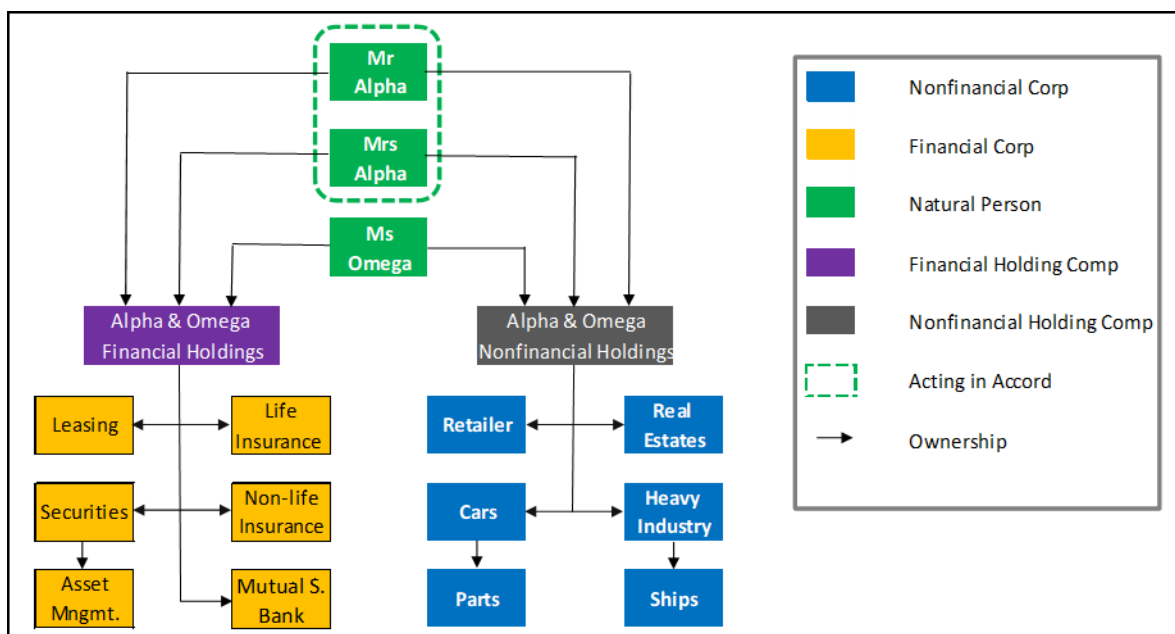 Mr
Alpha
Mrs
Alpha
Ms
Omega
Alpha & Omega
Financial Holdings
Alpha & Omega
Nonfinancial Holdings
Leasing
Life
Insurance
Retailer
Real
Estates
Securities
Non-life
Insurance
Cars
Heavy
Industry
Asset
Mngmt.
Mutual S.
Bank
Parts
Ships
Nonfinancial Corp
Financial Corp
Natural Person
Financial Holding Comp
Nonfinancial Holding Comp
Acting in Accord
Ownership